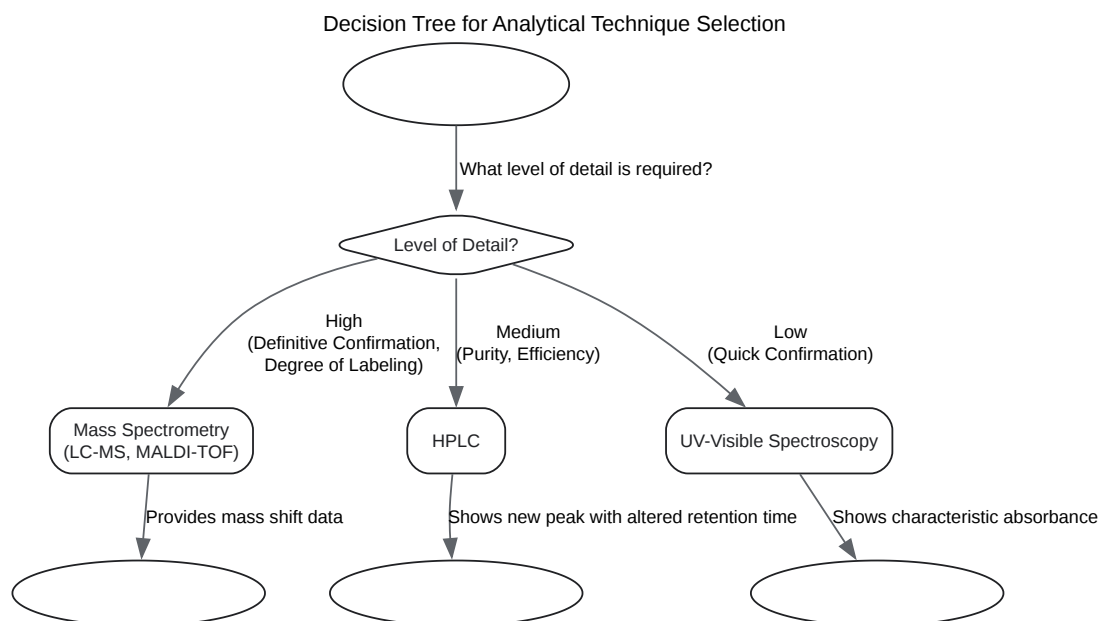 Decision Tree for Analytical Technique Selection
What level of detail is required?
Level of Detail?
High
(Definitive Confirmation,
Degree of Labeling)
Medium
(Purity, Efficiency)
Low
(Quick Confirmation)
Mass Spectrometry
(LC-MS, MALDI-TOF)
HPLC
UV-Visible Spectroscopy
Provides mass shift data
Shows new peak with altered retention time
Shows characteristic absorbance